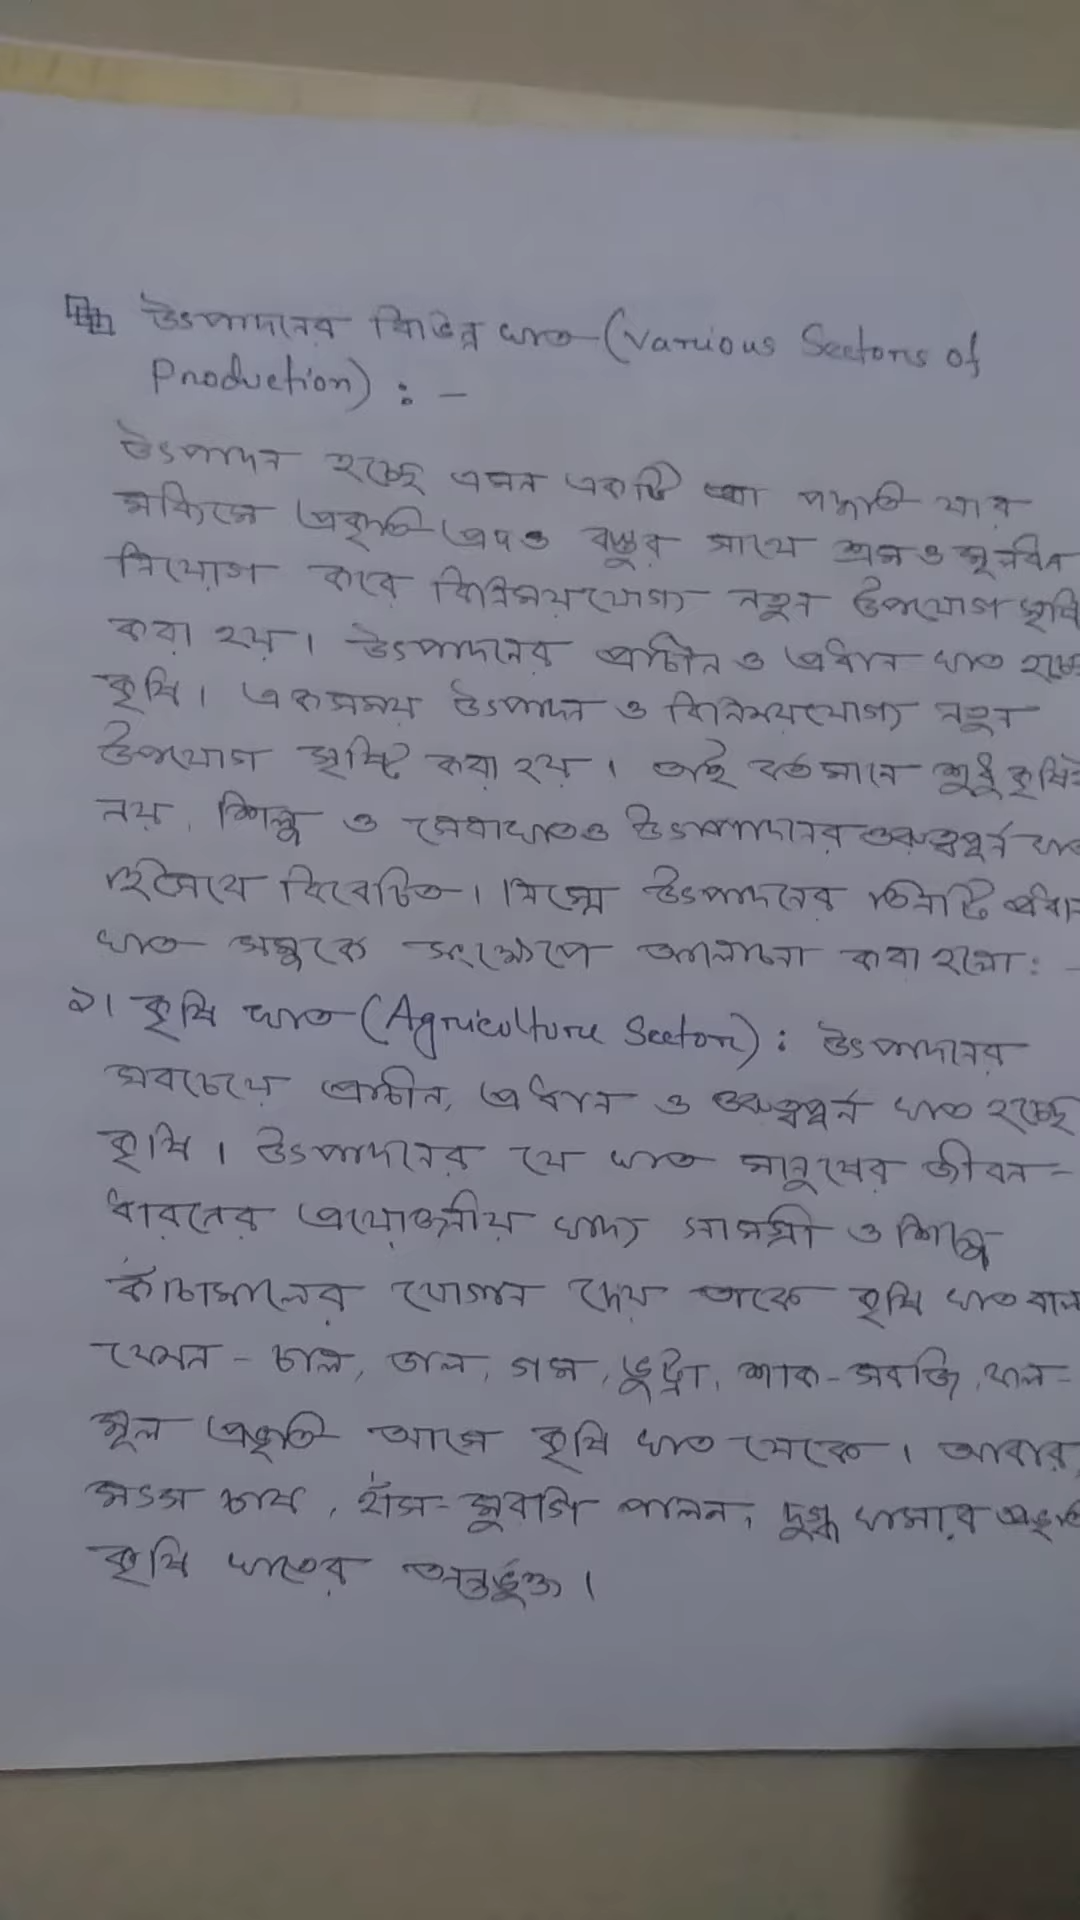 উৎপাদনের বিভিন্ন খাত (Various Sectors of
Production) : -
উৎপাদন হচ্ছে এমন একটি পদ্ধতি যার
প্রকৃতি প্রদত্ত বস্তুর সাথে শ্রম ও মূলধন
নিয়োগ করে বিনিময়যোগ্য নতুন উপযোগ সৃষ্টি
করা হয়। উৎপাদনের প্রাচীন ও প্রধান খাত হচ্ছে
কৃষি। একসময় উৎপাদন ও বিনিময়যোগ্য নতুন
উপযোগ সৃষ্টি করা হয়। তাই বর্তমানে শুধু কৃষিই
নয়, শিল্প ও সেবাখাতও উৎপাদনের গুরুত্বপূর্ন খাত
হিসেবে বিবেচিত। নিম্নে উৎপাদনের তিনটি প্রধান
খাত সম্পর্কে সংক্ষেপে আলোচনা করা হলো: -
১। কৃষি খাত (Agriculture Sector) : উৎপাদনের
সবচেয়ে প্রাচীন, প্রধান ও গুরুত্বপূর্ন খাত হচ্ছে
কৃষি। উৎপাদনের যে খাত মানুষের জীবন-
ধারনের প্রয়োজনীয় খাদ্য সামগ্রী ও শিল্পে
কাঁচামালের যোগান দেয় তাকে কৃষি খাত বলে
যেমন - চাল, ডাল, গম, ভুট্টা, শাক-সবজি, ফল-
মূল প্রভৃতি আসে কৃষি খাত থেকে। আবার,
মৎস চাষ, হাঁস-মুরগি পালন, দুগ্ধ খামার প্রভৃতি
কৃষি খাতের অন্তর্ভুক্ত।